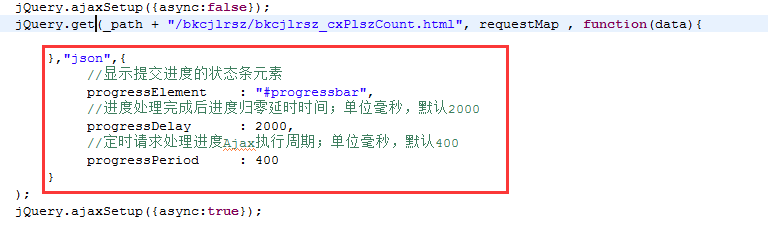 jQuery.ajaxSetup({async:false});
jQuery.get(_path + "/bkcjlrsz/bkcjlrsz_cxPlszCount.html", requestMap , function(data){
},"json",{
//显示提交进度的状态条元素
progressElement : "#progressbar",
//进度处理完成后进度归零延时时间；单位毫秒，默认2000
progressDelay : 2000,
//定时请求处理进度Ajax执行周期；单位毫秒，默认400
progressPeriod : 400
}
);
jQuery.ajaxSetup({async:true});